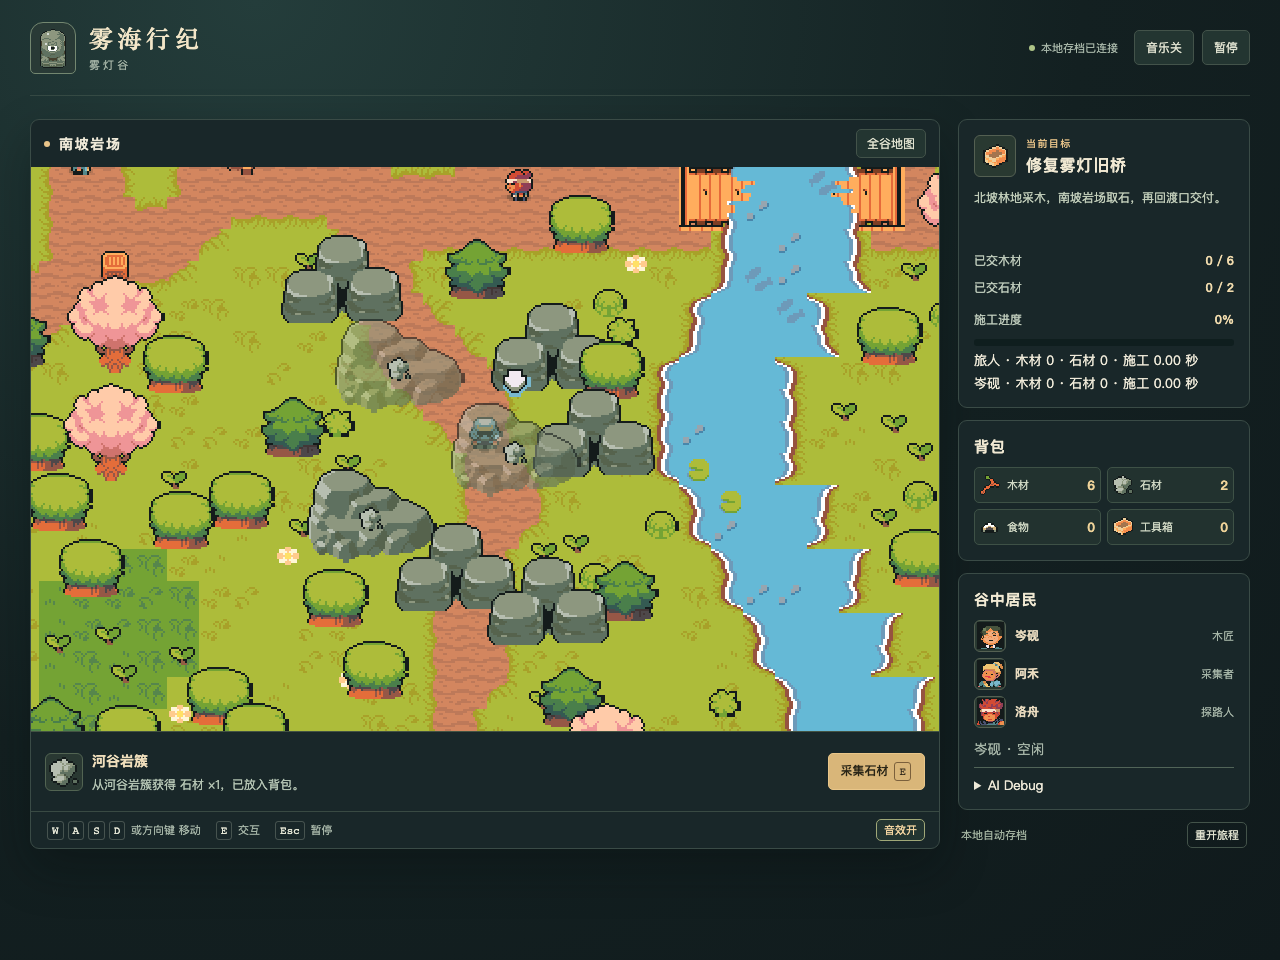 雾海行纪
雾灯谷
本地存档已连接
音乐关
暂停
南坡岩场
全谷地图
当前目标
修复雾灯旧桥
北坡林地采木，南坡岩场取石，再回渡口交付。
已交木材 0 / 6
已交石材 0 / 2
施工进度 0%
旅人 · 木材 0 · 石材 0 · 施工 0.00 秒
岑砚 · 木材 0 · 石材 0 · 施工 0.00 秒
背包
木材 6
石材 2
食物 0
工具箱 0
谷中居民
岑砚 木匠
阿禾 采集者
洛舟 探路人
岑砚 · 空闲
AI Debug
河谷岩簇
从河谷岩簇获得 石材 x1，已放入背包。
采集石材 E
W A S D 或方向键 移动 E 交互 Esc 暂停
音效开
本地自动存档
重开旅程